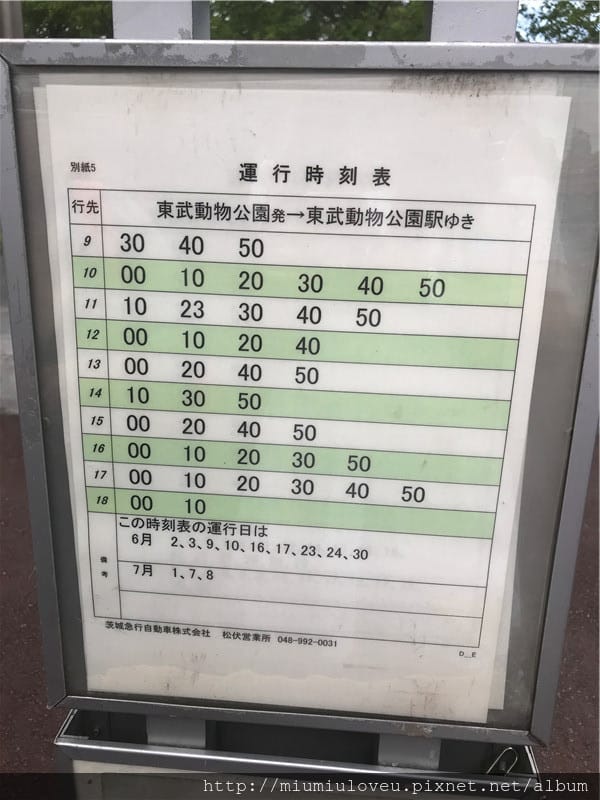 別紙5
運行時刻表
行先 東武動物公園発→東武動物公園駅ゆき
9 30 40 50
10 00 10 20 30 40 50
11 10 23 30 40 50
12 00 10 20 40
13 00 20 40 50
14 10 30 50
15 00 20 40 50
16 00 10 20 30 50
17 00 10 20 30 40 50
18 00 10
備考
この時刻表の運行日は
6月 2、3、9、10、16、17、23、24、30
7月 1、7、8
茨城急行自動車株式会社 松伏営業所 048-992-0031
D__E
http://miumiuloveu.pixnet.net/album